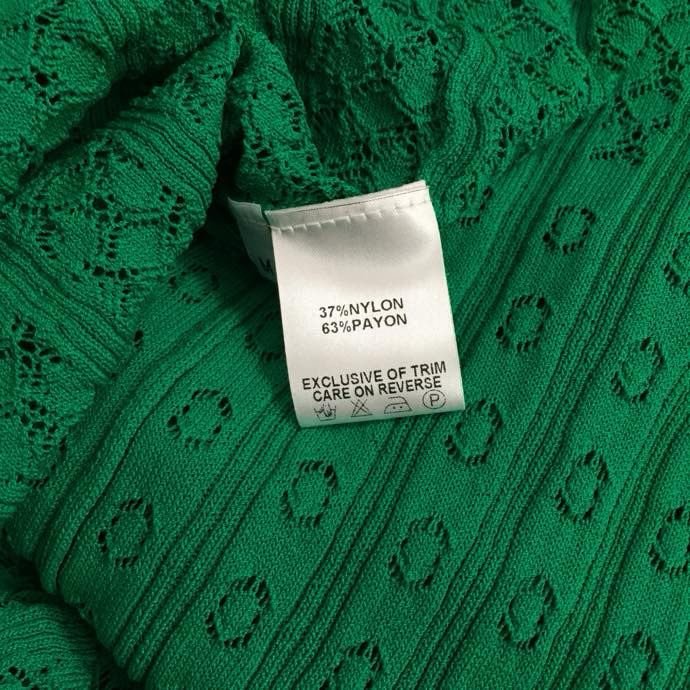 37%NYLON
63%PAYON
EXCLUSIVE OF TRIM
CARE ON REVERSE
P